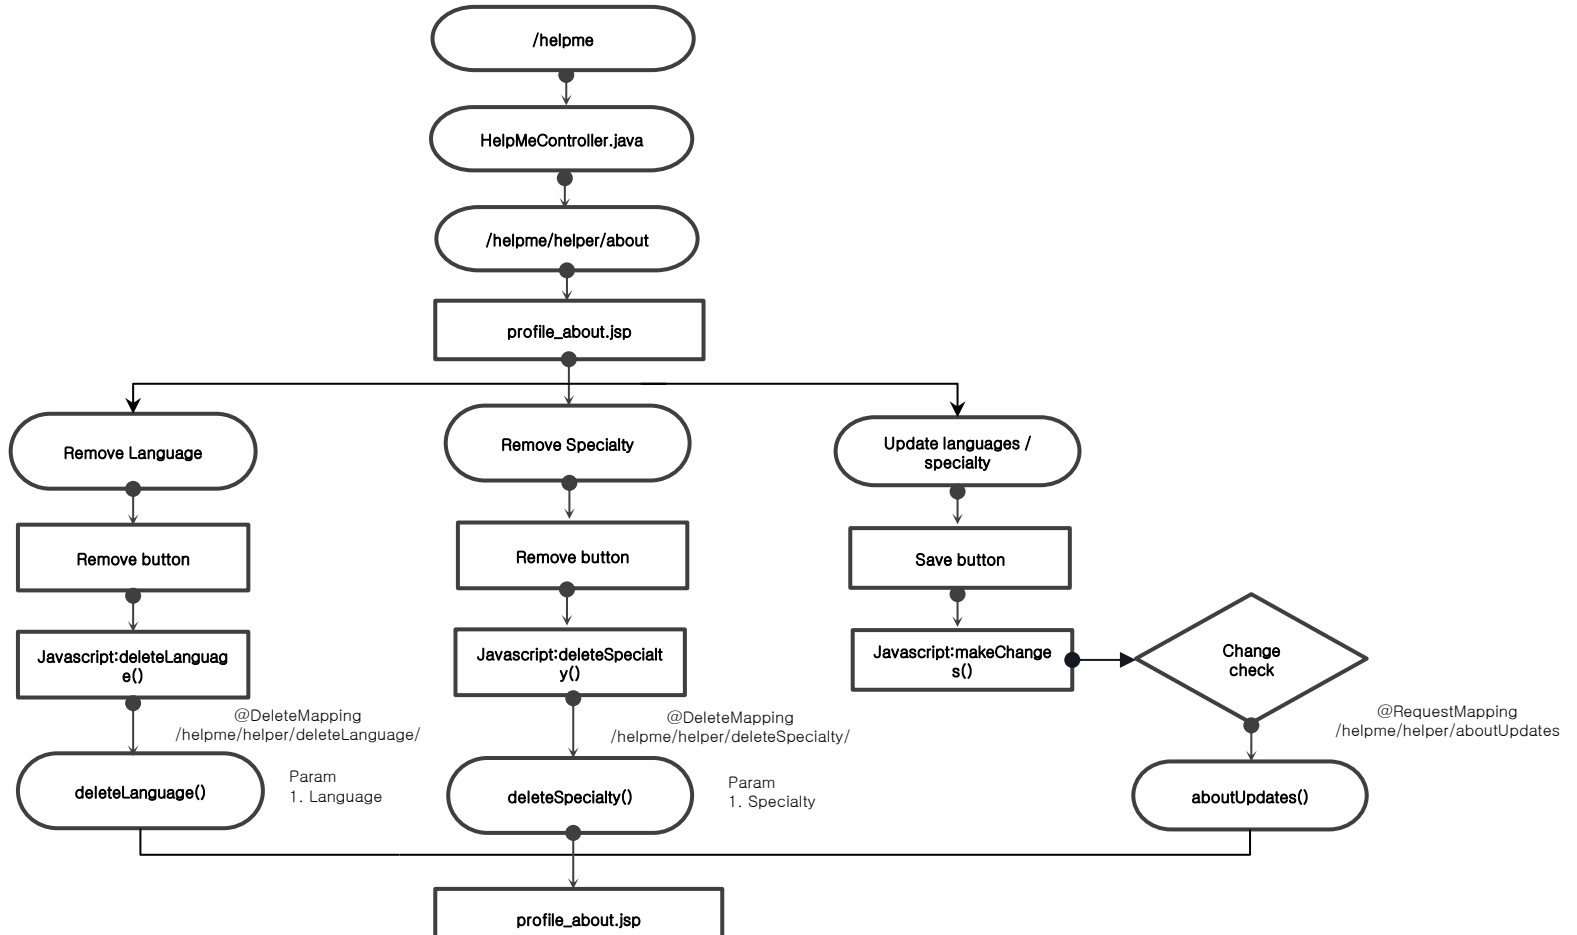 /helpme
HelpMeController.java
/helpme/helper/about
profile_about.jsp
Remove Language
Remove Specialty
Update languages /
specialty
Remove button
Remove button
Save button
Javascript:deleteLanguag
e()
Javascript:deleteSpecialt
y()
Javascript:makeChange
s()
Change
check
@DeleteMapping
/helpme/helper/deleteLanguage/
@DeleteMapping
/helpme/helper/deleteSpecialty/
@RequestMapping
/helpme/helper/aboutUpdates
deleteLanguage()
Param
1. Language
deleteSpecialty()
Param
1. Specialty
aboutUpdates()
profile_about.jsp